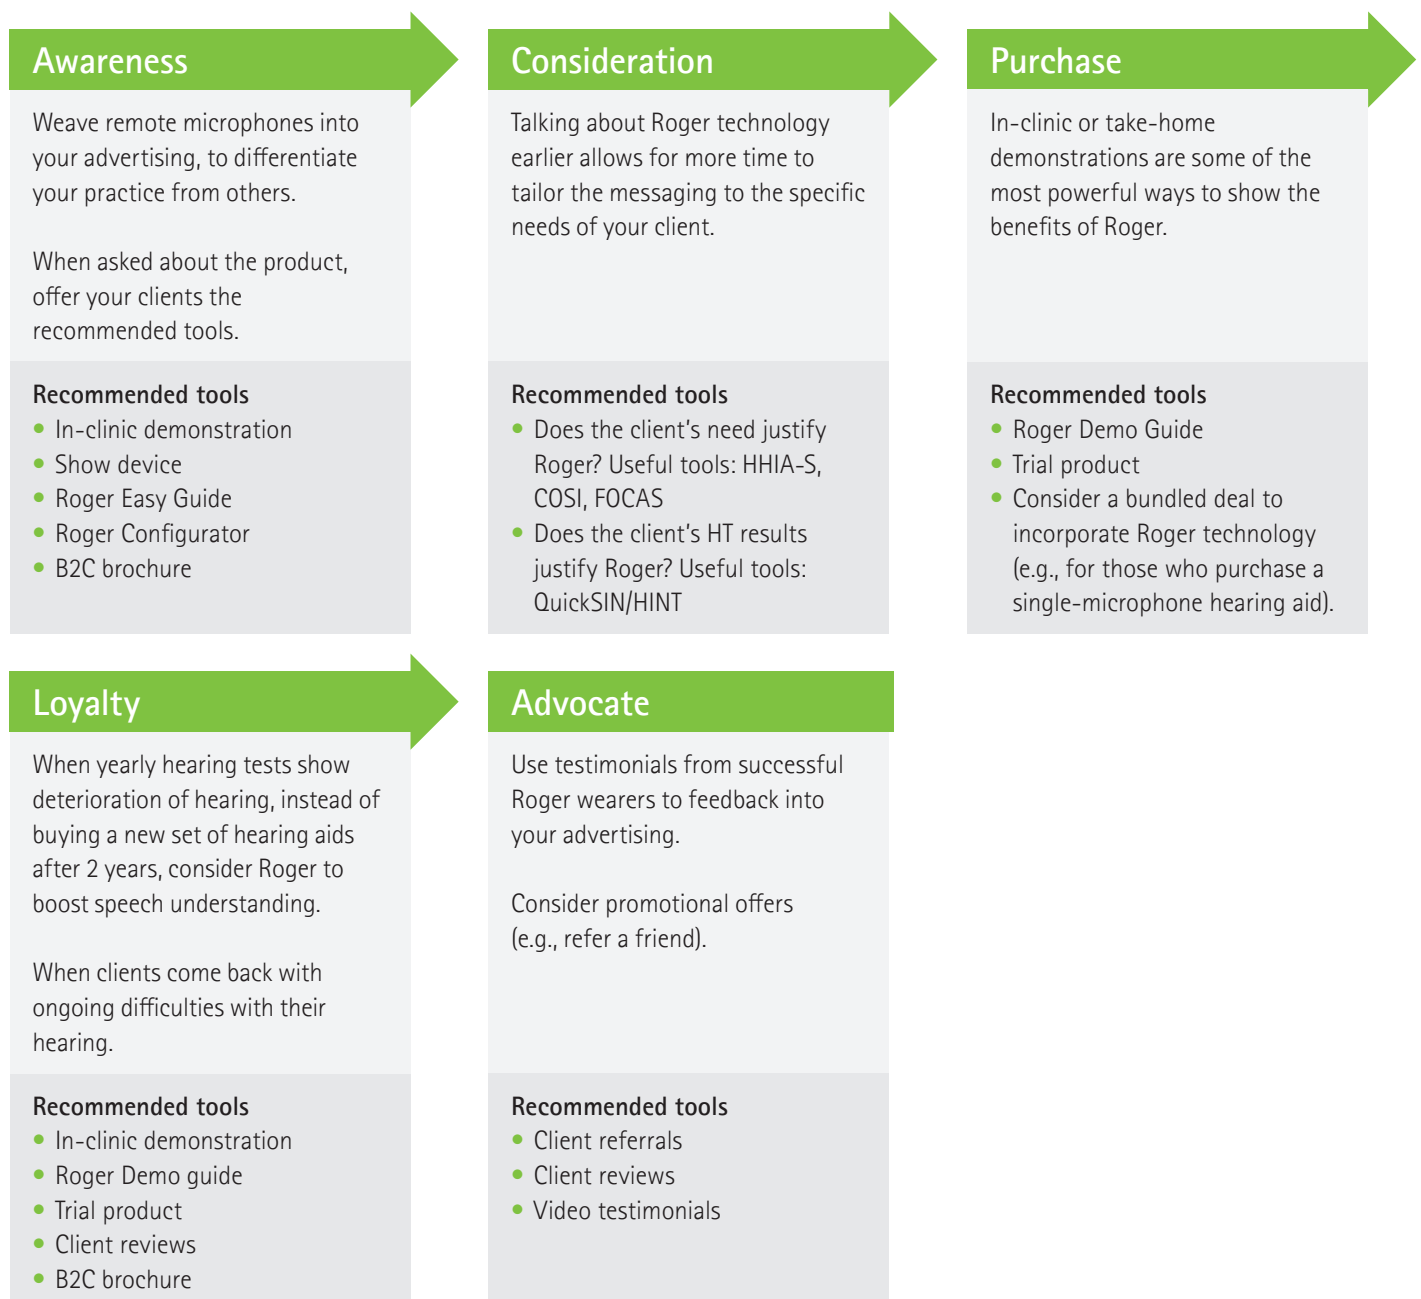 Awareness
Weave remote microphones into
your advertising, to differentiate
your practice from others.
When asked about the product,
offer your clients the
recommended tools.
Recommended tools
• In-clinic demonstration
• Show device
• Roger Easy Guide
• Roger Configurator
• B2C brochure
Consideration
Talking about Roger technology
earlier allows for more time to
tailor the messaging to the specific
needs of your client.
Recommended tools
• Does the client's need justify
Roger? Useful tools: HHIA-S,
COSI, FOCAS
• Does the client's HT results
justify Roger? Useful tools:
QuickSIN/HINT
Purchase
In-clinic or take-home
demonstrations are some of the
most powerful ways to show the
benefits of Roger.
Recommended tools
• Roger Demo Guide
• Trial product
• Consider a bundled deal to
incorporate Roger technology
(e.g., for those who purchase a
single-microphone hearing aid).
Loyalty
When yearly hearing tests show
deterioration of hearing, instead of
buying a new set of hearing aids
after 2 years, consider Roger to
boost speech understanding.
When clients come back with
ongoing difficulties with their
hearing.
Recommended tools
• In-clinic demonstration
• Roger Demo guide
• Trial product
• Client reviews
• B2C brochure
Advocate
Use testimonials from successful
Roger wearers to feedback into
your advertising.
Consider promotional offers
(e.g., refer a friend).
Recommended tools
• Client referrals
• Client reviews
• Video testimonials